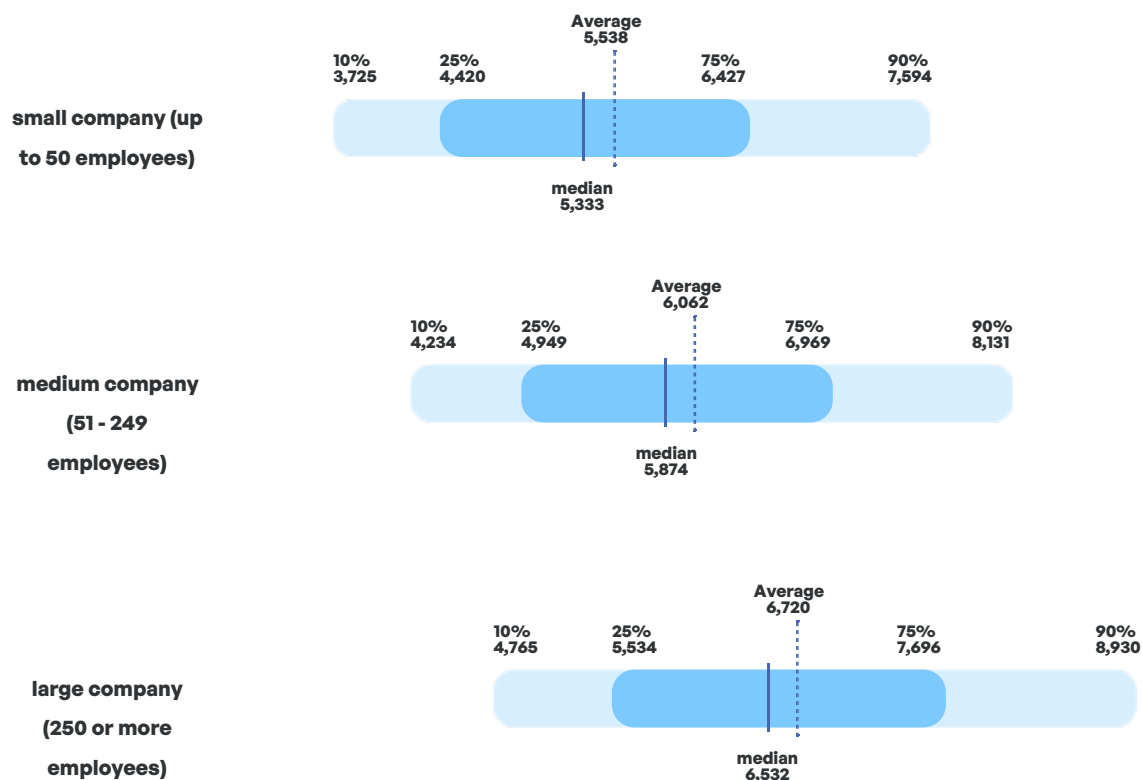 Average
5,538
10% 25% 75% 90%
3,725 4,420 6,427 7,594
small company (up
to 50 employees)
median
5,333
Average
6,062
10% 25% 75% 90%
4,234 4,949 6,969 8,131
medium company
(51 - 249
employees)
median
5,874
Average
6,720
10% 25% 75% 90%
4,765 5,534 7,696 8,930
large company
(250 or more
employees)
median
6,532